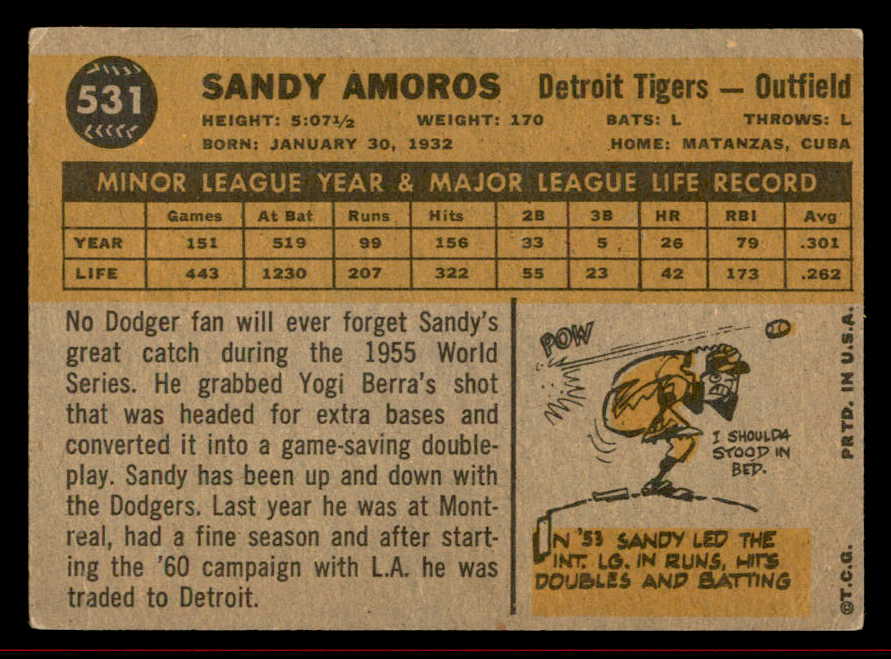 531
SANDY AMOROS Detroit Tigers — Outfield
HEIGHT: 5:07½ WEIGHT: 170 BATS: L THROWS: L
BORN: JANUARY 30, 1932 HOME: MATANZAS, CUBA
MINOR LEAGUE YEAR & MAJOR LEAGUE LIFE RECORD
Games At Bat Runs Hits 2B 3B HR RBI Avg
YEAR 151 519 99 156 33 5 26 79 .301
LIFE 443 1230 207 322 55 23 42 173 .262
No Dodger fan will ever forget Sandy's
great catch during the 1955 World
Series. He grabbed Yogi Berra's shot
that was headed for extra bases and
converted it into a game-saving double-
play. Sandy has been up and down with
the Dodgers. Last year he was at Mont-
real, had a fine season and after start-
ing the '60 campaign with L.A. he was
traded to Detroit.
POW
I SHOULDA
STOOD IN
BED.
IN '53 SANDY LED THE
INT. LG. IN RUNS, HITS
DOUBLES AND BATTING
©T.C.G. PRTD. IN U.S.A.